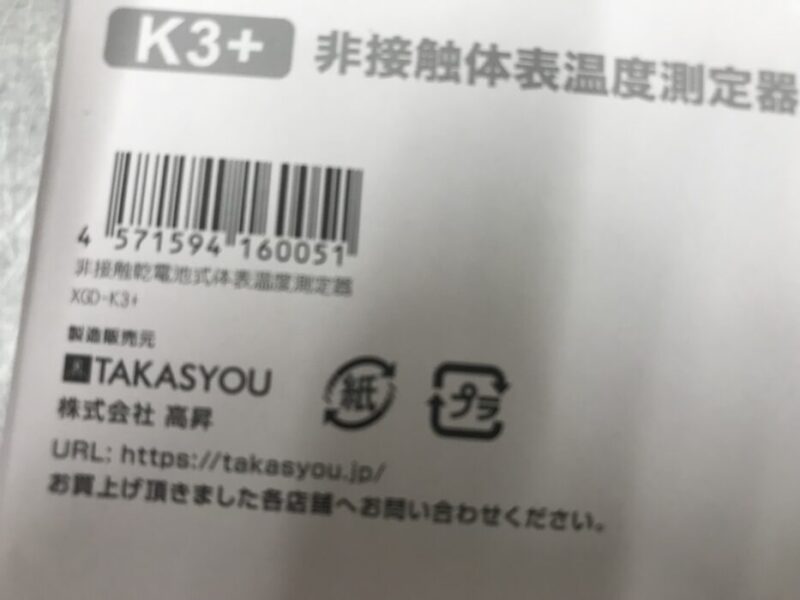 K3+ 非接触体表温度測定器
4 571594 160051
非接触乾電池式体表温度測定器
XGD-K3+
製造販売元
TAKASYOU
株式会社 高昇
紙 プラ
URL: https://takasyou.jp/
お買上げ頂きました各店舗へお問い合わせください。